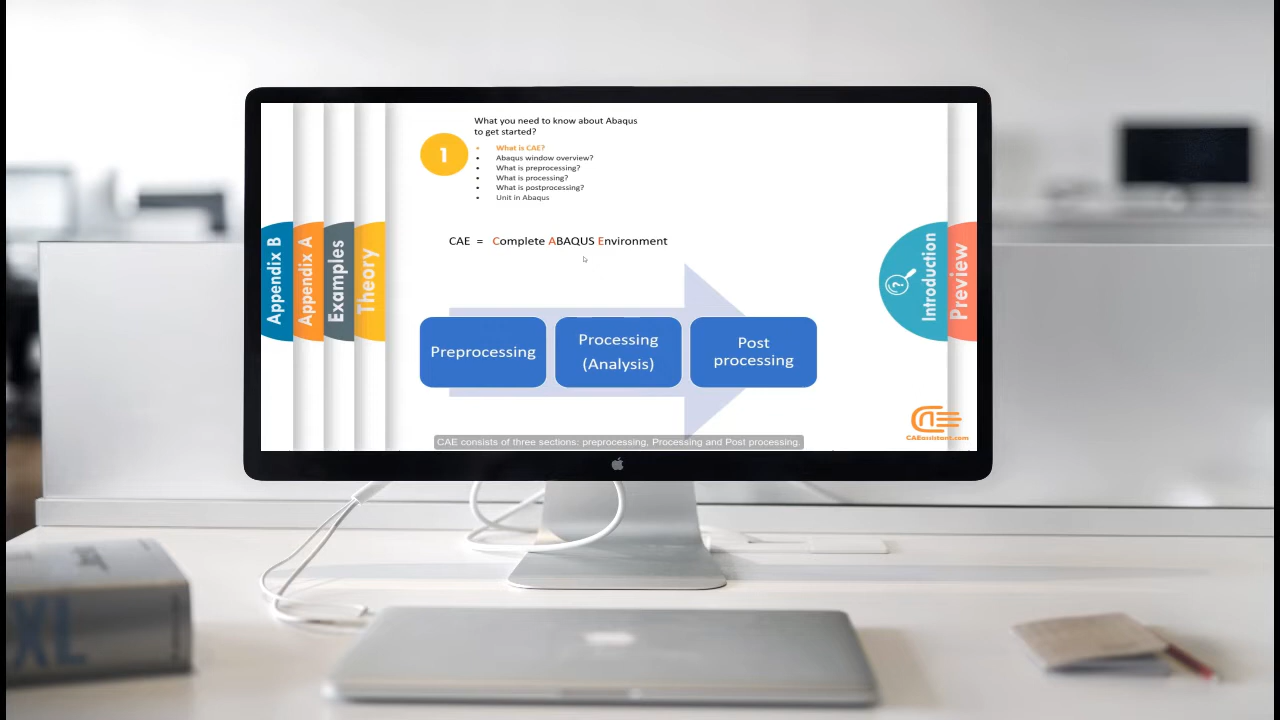 What you need to know about Abaqus
to get started?
1
• What is CAE?
• Abaqus window overview?
• What is preprocessing?
• What is processing?
• What is postprocessing?
• Unit in Abaqus
CAE = Complete ABAQUS Environment
Appendix B
Appendix A
Examples
Theory
Introduction
Preview
Preprocessing
Processing
(Analysis)
Post
processing
CAEassistant.com
CAE consists of three sections: preprocessing, Processing and Post processing.
XL